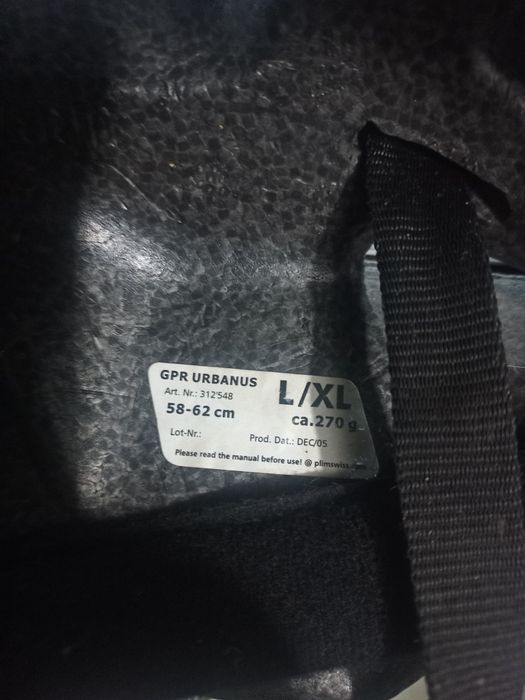 GPR URBANUS
L/XL
Art. Nr.: 312'548
58-62 cm
ca.270 g
Lot-Nr.:
Prod. Dat.: DEC/05
Please read the manual before use! @ plimswiss